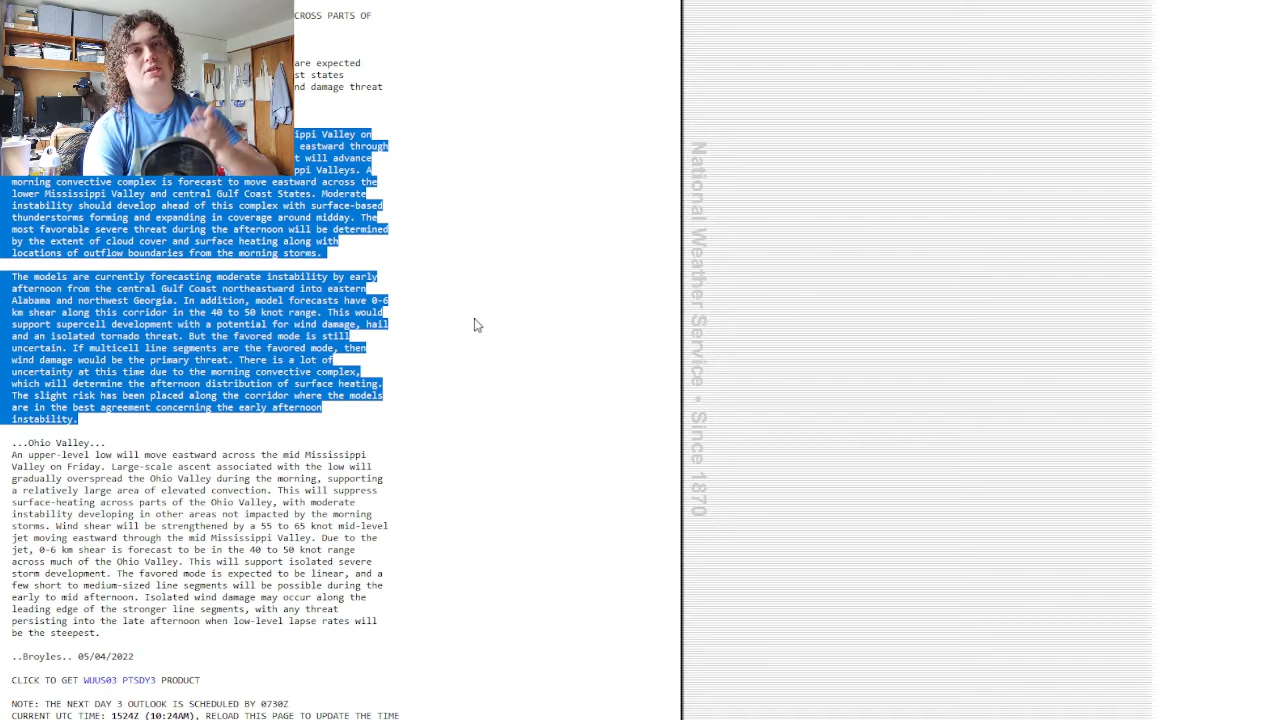 CROSS PARTS OF
are expected
st states
nd damage threat
ippi Valley on
eastward through
t will advance
ppi Valleys. A
morning convective complex is forecast to move eastward across the
lower Mississippi Valley and central Gulf Coast States. Moderate
instability should develop ahead of this complex with surface-based
thunderstorms forming and expanding in coverage around midday. The
most favorable severe threat during the afternoon will be determined
by the extent of cloud cover and surface heating along with
locations of outflow boundaries from the morning storms.
The models are currently forecasting moderate instability by early
afternoon from the central Gulf Coast northeastward into eastern
Alabama and northwest Georgia. In addition, model forecasts have 0-6
km shear along this corridor in the 40 to 50 knot range. This would
support supercell development with a potential for wind damage, hail
and an isolated tornado threat. But the favored mode is still
uncertain. If multicell line segments are the favored mode, then
wind damage would be the primary threat. There is a lot of
uncertainty at this time due to the morning convective complex,
which will determine the afternoon distribution of surface heating.
The slight risk has been placed along the corridor where the models
are in the best agreement concerning the early afternoon
instability.
...Ohio Valley...
An upper-level low will move eastward across the mid Mississippi
Valley on Friday. Large-scale ascent associated with the low will
gradually overspread the Ohio Valley during the morning, supporting
a relatively large area of elevated convection. This will suppress
surface-heating across parts of the Ohio Valley, with moderate
instability developing in other areas not impacted by the morning
storms. Wind shear will be strengthened by a 55 to 65 knot mid-level
jet moving eastward through the mid Mississippi Valley. Due to the
jet, 0-6 km shear is forecast to be in the 40 to 50 knot range
across much of the Ohio Valley. This will support isolated severe
storm development. The favored mode is expected to be linear, and a
few short to medium-sized line segments will be possible during the
early to mid afternoon. Isolated wind damage may occur along the
leading edge of the stronger line segments, with any threat
persisting into the late afternoon when low-level lapse rates will
be the steepest.
..Broyles.. 05/04/2022
CLICK TO GET WUUS03 PTSDY3 PRODUCT
NOTE: THE NEXT DAY 3 OUTLOOK IS SCHEDULED BY 0730Z
CURRENT UTC TIME: 1524Z (10:24AM), RELOAD THIS PAGE TO UPDATE THE TIME
National Weather Service • Since 1870